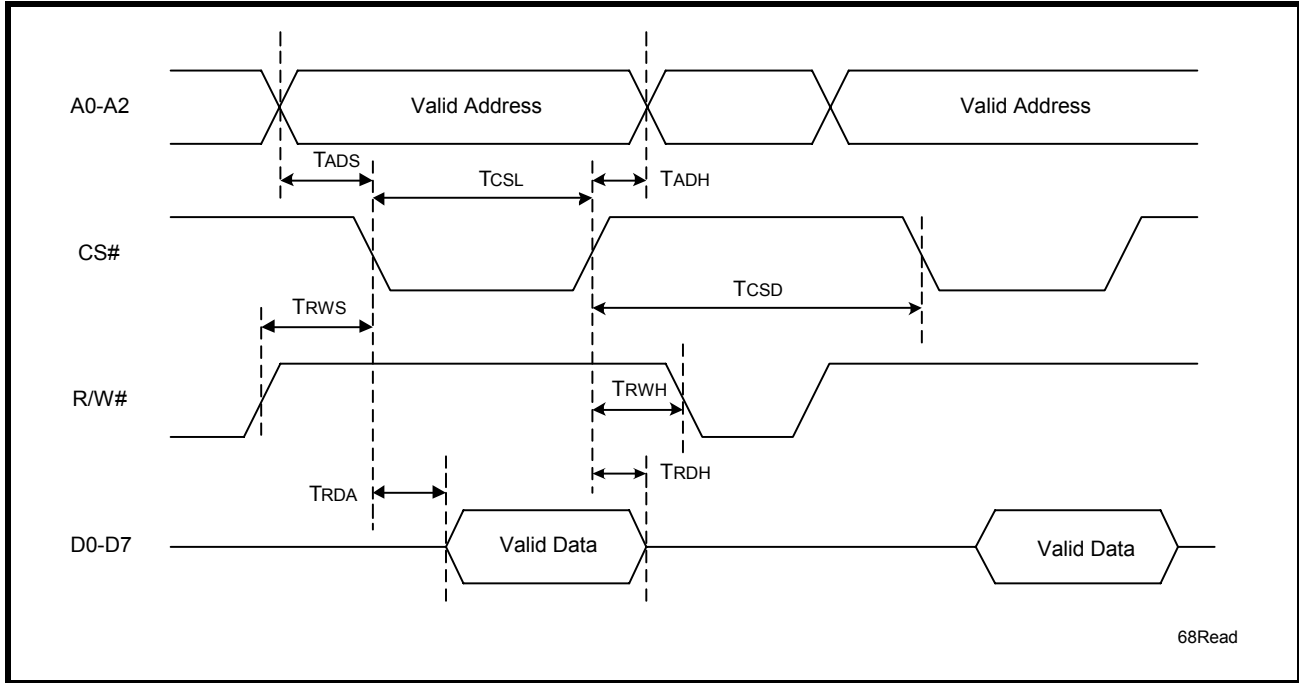 A0-A2
Valid Address
Valid Address
TADS
TCSL
TADH
CS#
TCSD
TRWS
R/W#
TRWH
TRDH
TRDA
D0-D7
Valid Data
Valid Data
68Read